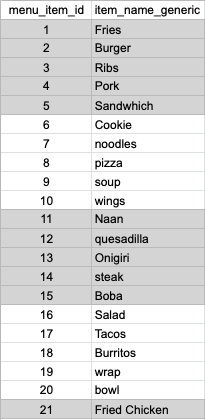 menu_item_id item_name_generic
1 Fries
2 Burger
3 Ribs
4 Pork
5 Sandwhich
6 Cookie
7 noodles
8 pizza
9 soup
10 wings
11 Naan
12 quesadilla
13 Onigiri
14 steak
15 Boba
16 Salad
17 Tacos
18 Burritos
19 wrap
20 bowl
21 Fried Chicken